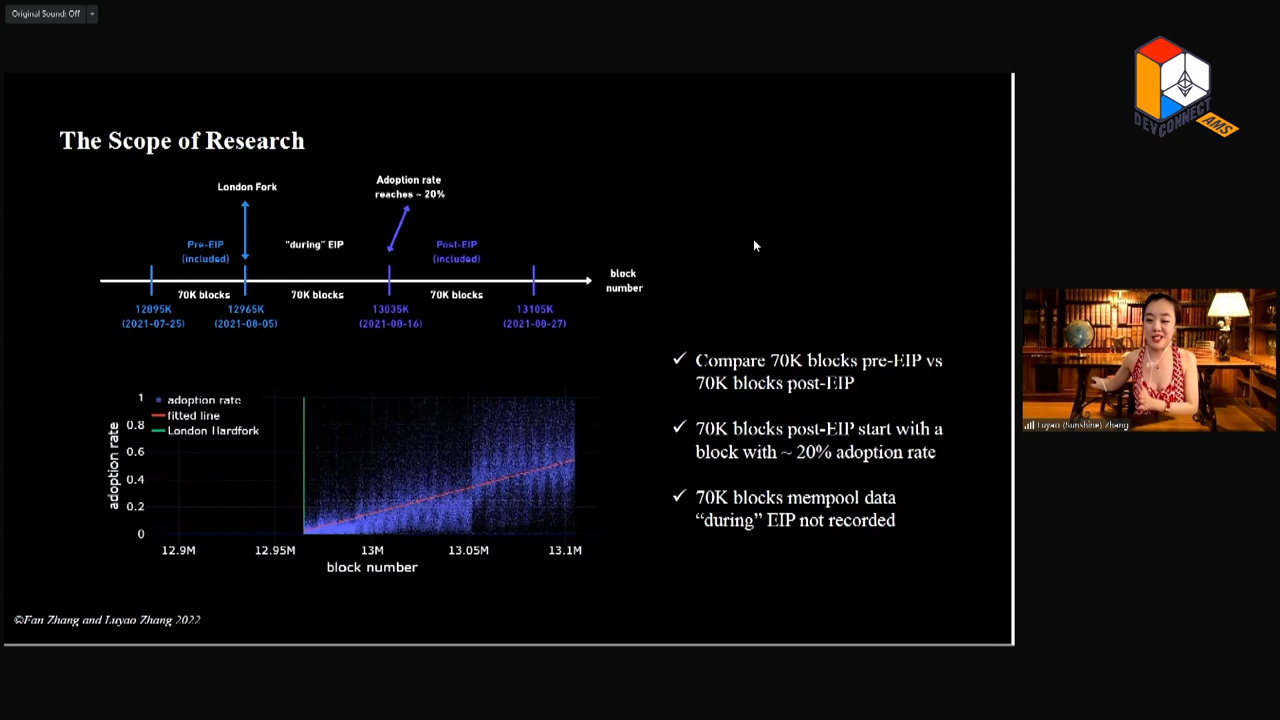 Original Sound: Off
DEVCONNECT
AMS
The Scope of Research
London Fork
Adoption rate
reaches ~ 20%
Pre-EIP
(included)
"during" EIP
Post-EIP
(included)
block
number
70K blocks
70K blocks
70K blocks
12895K
(2021-07-25)
12965K
(2021-08-05)
13035K
(2021-08-16)
13105K
(2021-08-27)
✓ Compare 70K blocks pre-EIP vs
70K blocks post-EIP
✓ 70K blocks post-EIP start with a
block with ~ 20% adoption rate
✓ 70K blocks mempool data
"during" EIP not recorded
adoption rate
fitted line
London Hardfork
adoption rate
1
0.8
0.6
0.4
0.2
0
12.9M
12.95M
13M
13.05M
13.1M
block number
©Fan Zhang and Luyao Zhang 2022
Luyao (Sunshine) Zhang